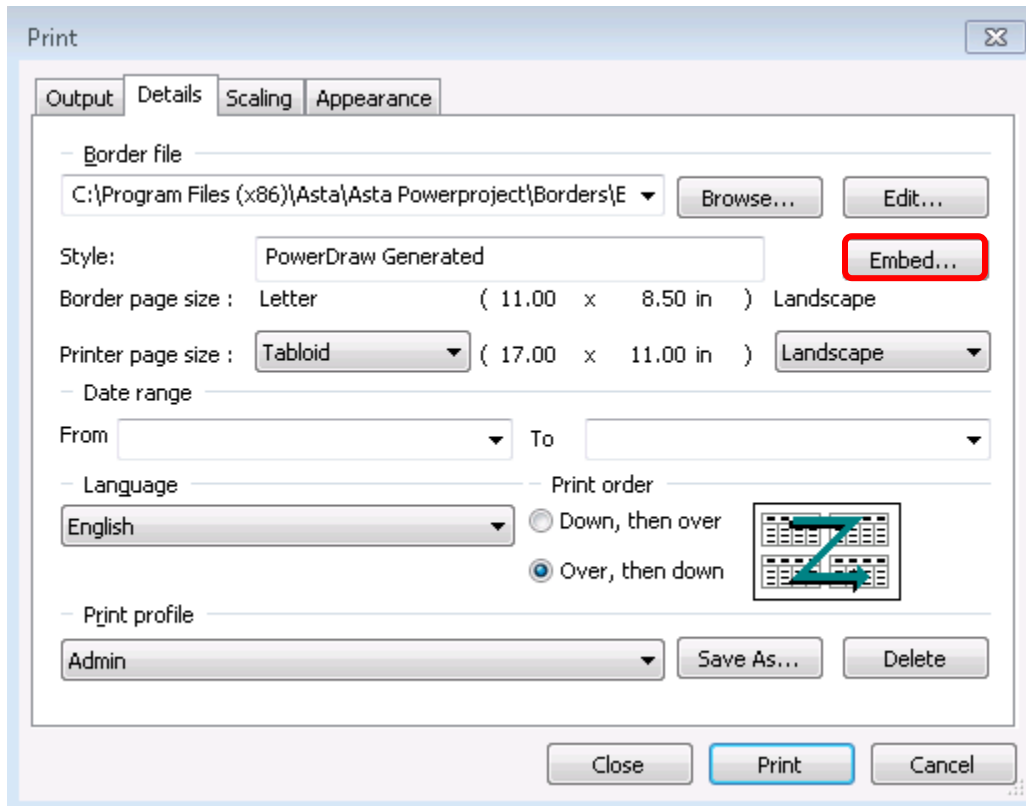 Print
Output Details Scaling Appearance
Border file
C:\Program Files (x86)\Asta\Asta Powerproject\Borders\E Browse... Edit...
Style: PowerDraw Generated Embed...
Border page size : Letter ( 11.00 x 8.50 in ) Landscape
Printer page size : Tabloid ( 17.00 x 11.00 in ) Landscape
Date range
From To
Language Print order
English Down, then over
Over, then down
Print profile
Admin Save As... Delete
Close Print Cancel